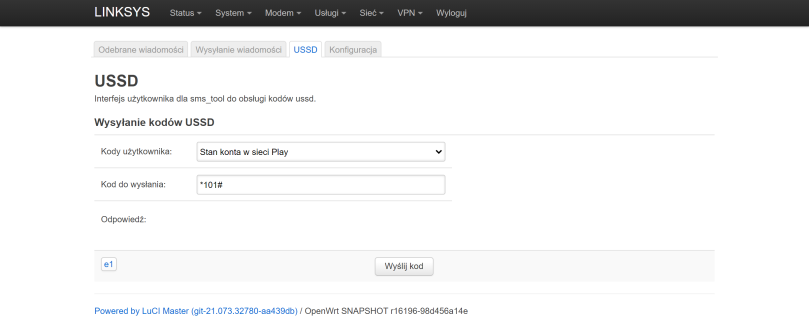 LINKSYS Status System Modem Usługi Sieć VPN Wyloguj
Odebrane wiadomości Wysyłanie wiadomości USSD Konfiguracja
USSD
Interfejs użytkownika dla sms_tool do obsługi kodów ussd.
Wysyłanie kodów USSD
Kody użytkownika: Stan konta w sieci Play
Kod do wysłania: *101#
Odpowiedź:
e1 Wyślij kod
Powered by LuCI Master (git-21.073.32780-aa439db) / OpenWrt SNAPSHOT r16196-98d456a14e